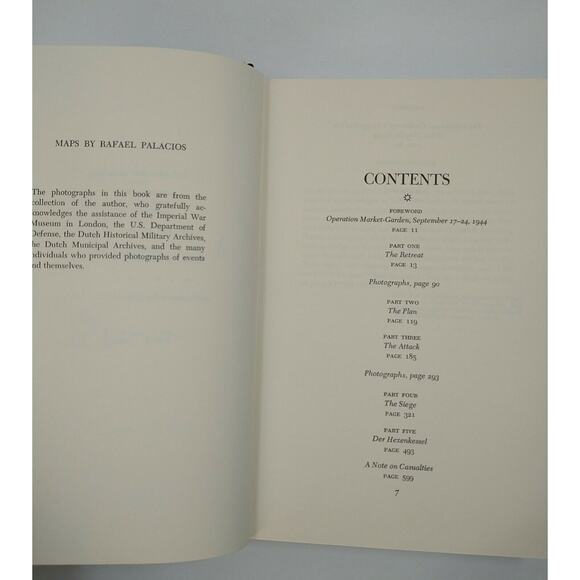 MAPS BY RAFAEL PALACIOS
The photographs in this book are from the
collection of the author, who gratefully ac-
knowledges the assistance of the Imperial War
Museum in London, the U.S. Department of
Defense, the Dutch Historical Military Archives,
the Dutch Municipal Archives, and the many
individuals who provided photographs of events
and themselves.
CONTENTS
FOREWORD
Operation Market-Garden, September 17–24, 1944
PAGE 11
PART ONE
The Retreat
PAGE 13
Photographs, page 90
PART TWO
The Plan
PAGE 119
PART THREE
The Attack
PAGE 185
Photographs, page 293
PART FOUR
The Siege
PAGE 321
PART FIVE
Der Hexenkessel
PAGE 493
A Note on Casualties
PAGE 599
7